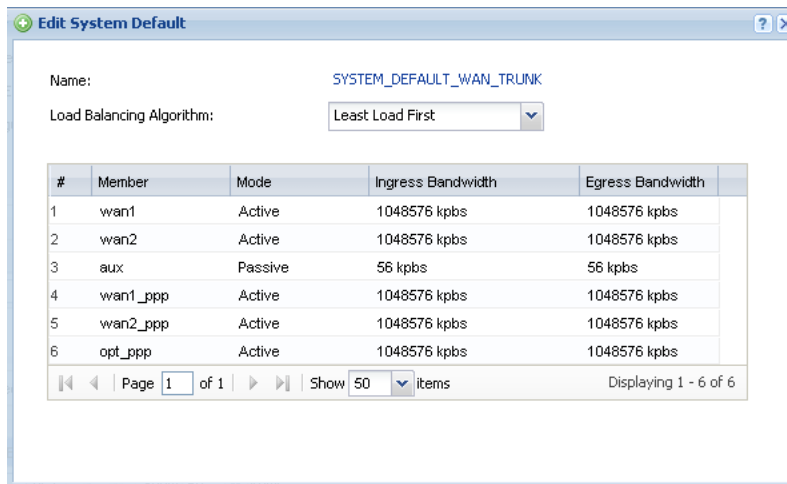 Edit System Default
?
Name: SYSTEM_DEFAULT_WAN_TRUNK
Load Balancing Algorithm: Least Load First
# Member Mode Ingress Bandwidth Egress Bandwidth
1 wan1 Active 1048576 kpbs 1048576 kpbs
2 wan2 Active 1048576 kpbs 1048576 kpbs
3 aux Passive 56 kpbs 56 kpbs
4 wan1_ppp Active 1048576 kpbs 1048576 kpbs
5 wan2_ppp Active 1048576 kpbs 1048576 kpbs
6 opt_ppp Active 1048576 kpbs 1048576 kpbs
Page 1 of 1 Show 50 items Displaying 1 - 6 of 6